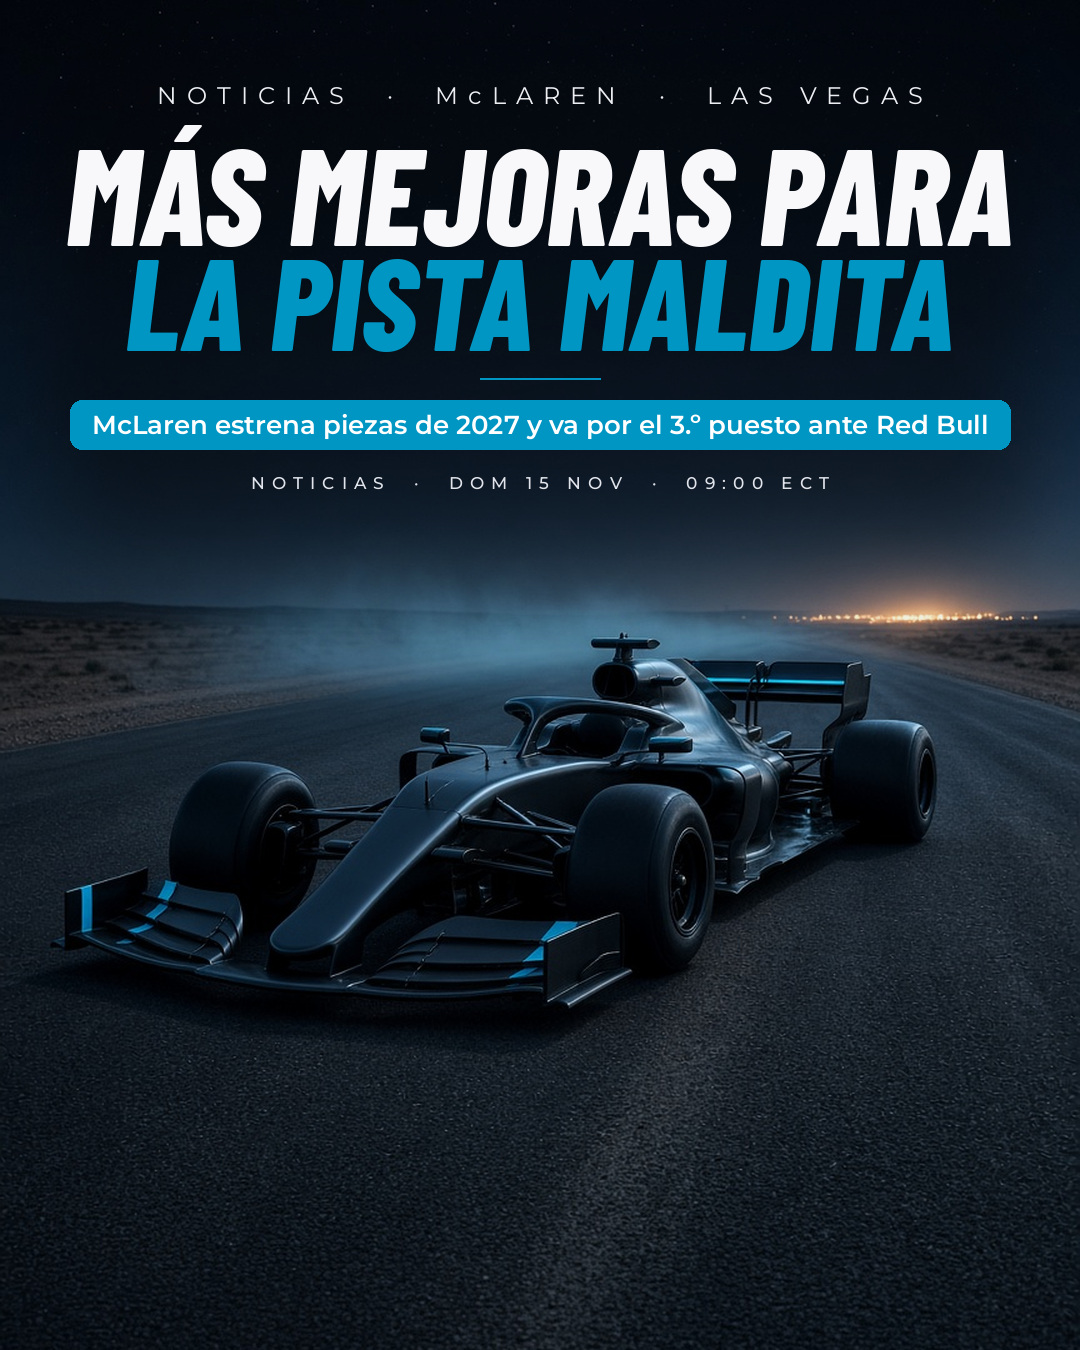 NOTICIAS · McLAREN · LAS VEGAS
MÁS MEJORAS PARA
LA PISTA MALDITA
McLaren estrena piezas de 2027 y va por el 3.º puesto ante Red Bull
NOTICIAS · DOM 15 NOV · 09:00 ECT